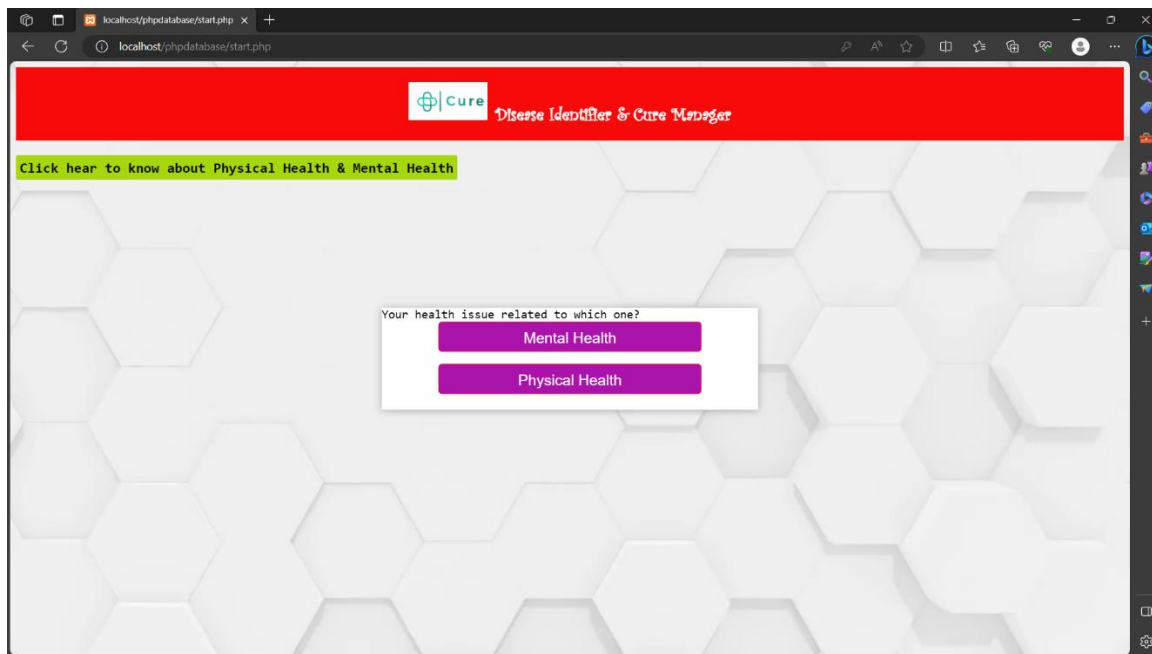 localhost/phpdatabase/start.php
localhost/phpdatabase/start.php
Cure
Disease Identifier & Cure Manager
Click hear to know about Physical Health & Mental Health
Your health issue related to which one?
Mental Health
Physical Health